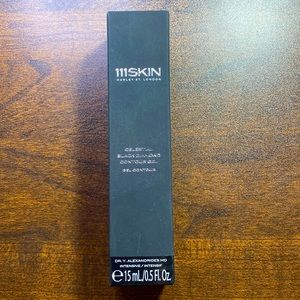 111SKIN
HARLEY ST. LONDON
CELESTIAL
BLACK DIAMOND
CONTOUR GEL
GEL CONTOUR
DR. Y. ALEXANDRIDES MD
INTENSIVE / INTENSIF
℮15 mL/0.5 Fl. Oz.